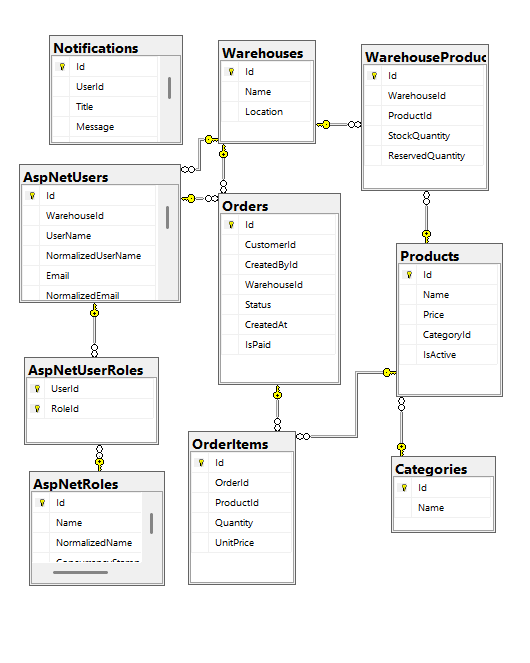 Notifications
Id
UserId
Title
Message
Warehouses
Id
Name
Location
WarehouseProduc
Id
WarehouseId
ProductId
StockQuantity
ReservedQuantity
AspNetUsers
Id
WarehouseId
UserName
NormalizedUserName
Email
NormalizedEmail
Orders
Id
CustomerId
CreatedById
WarehouseId
Status
CreatedAt
IsPaid
Products
Id
Name
Price
CategoryId
IsActive
AspNetUserRoles
UserId
RoleId
OrderItems
Id
OrderId
ProductId
Quantity
UnitPrice
Categories
Id
Name
AspNetRoles
Id
Name
NormalizedName
ConcurrencyStamp